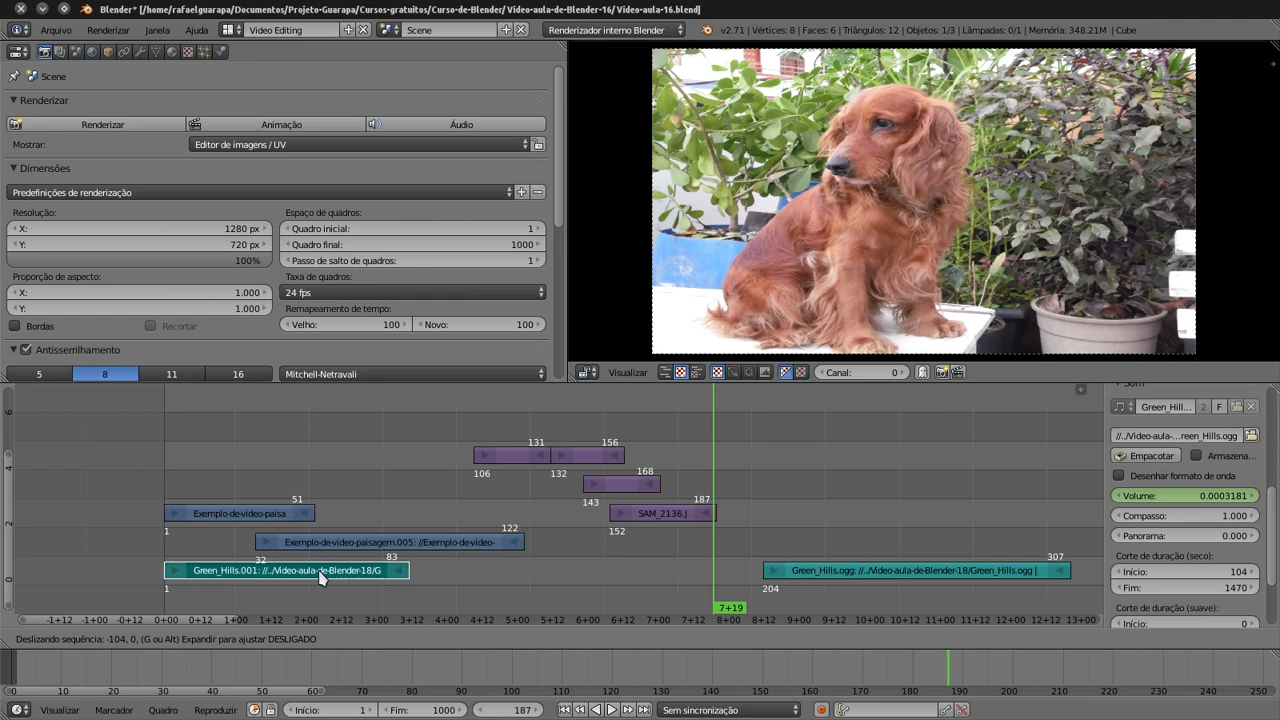 Blender* [/home/rafaelguarapa/Documentos/Projeto-Guarapa/Cursos-gratuitos/Curso-de-Blender/Video-aula-de-Blender-16/ Video-aula-16.blend]
Arquivo Renderizar Janela Ajuda Video Editing Scene Renderizador interno Blender v2.71 | Vértices: 8 | Faces: 6 | Triângulos: 12 | Objetos: 1/3 | Lâmpadas: 0/1 | Memória: 348.21M | Cube
Scene
Renderizar
Renderizar Animação Áudio
Mostrar: Editor de imagens / UV
Dimensões
Predefinições de renderização
Resolução: Espaço de quadros:
X: 1280 px Quadro inicial: 1
Y: 720 px Quadro final: 1000
100% Passo de salto de quadros: 1
Proporção de aspecto: Taxa de quadros:
X: 1.000 24 fps
Y: 1.000 Remapeamento de tempo:
Bordas Recortar Velho: 100 Novo: 100
Antisserrilhamento
5 8 11 16 Mitchell-Netravali
Visualizar Canal: 0
6
4
2
0
131 156
106 132 168
143 187
51 SAM_2136.J
Exemplo-de-video-paisa
1 122 152
Exemplo-de-video-paisagem.005: //Exemplo-de-video-
32 83 307
Green_Hills.001: //../Video-aula-de-Blender-18/G Green_Hills.ogg: //../Video-aula-de-Blender-18/Green_Hills.ogg |
1 204
7+19
-1+12 -1+00 0+12 0+00 0+12 1+00 1+12 2+00 2+12 3+00 3+12 4+00 4+12 5+00 5+12 6+00 6+12 7+00 7+12 8+00 8+12 9+00 9+12 10+00 10+12 11+00 11+12 12+00 12+12 13+00
Green_Hill... 2 F
//../Video-aula-...reen_Hills.ogg
Empacotar Armazena...
Desenhar formato de onda
Volume: 0.0003181
Compasso: 1.000
Panorama: 0.000
Corte de duração (seco):
Início: 104
Fim: 1470
Corte de duração (suave):
Início: 0
Deslizando sequência: -104, 0, (G ou Alt) Expandir para ajustar DESLIGADO
0 10 20 30 40 50 60 70 80 90 100 110 120 130 140 150 160 170 180 190 200 210 220 230 240 250
Visualizar Marcador Quadro Reproduzir Início: 1 Fim: 1000 187 Sem sincronização